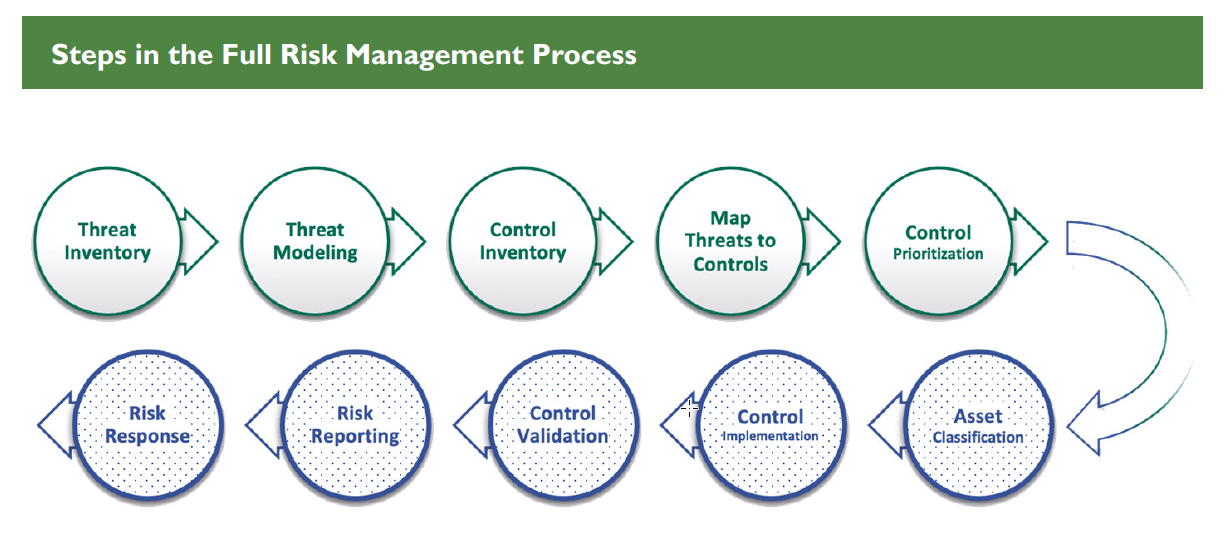 Steps in the Full Risk Management Process
Threat
Inventory
Threat
Modeling
Control
Inventory
Map
Threats to
Controls
Control
Prioritization
Asset
Classification
Control
Implementation
Control
Validation
Risk
Reporting
Risk
Response